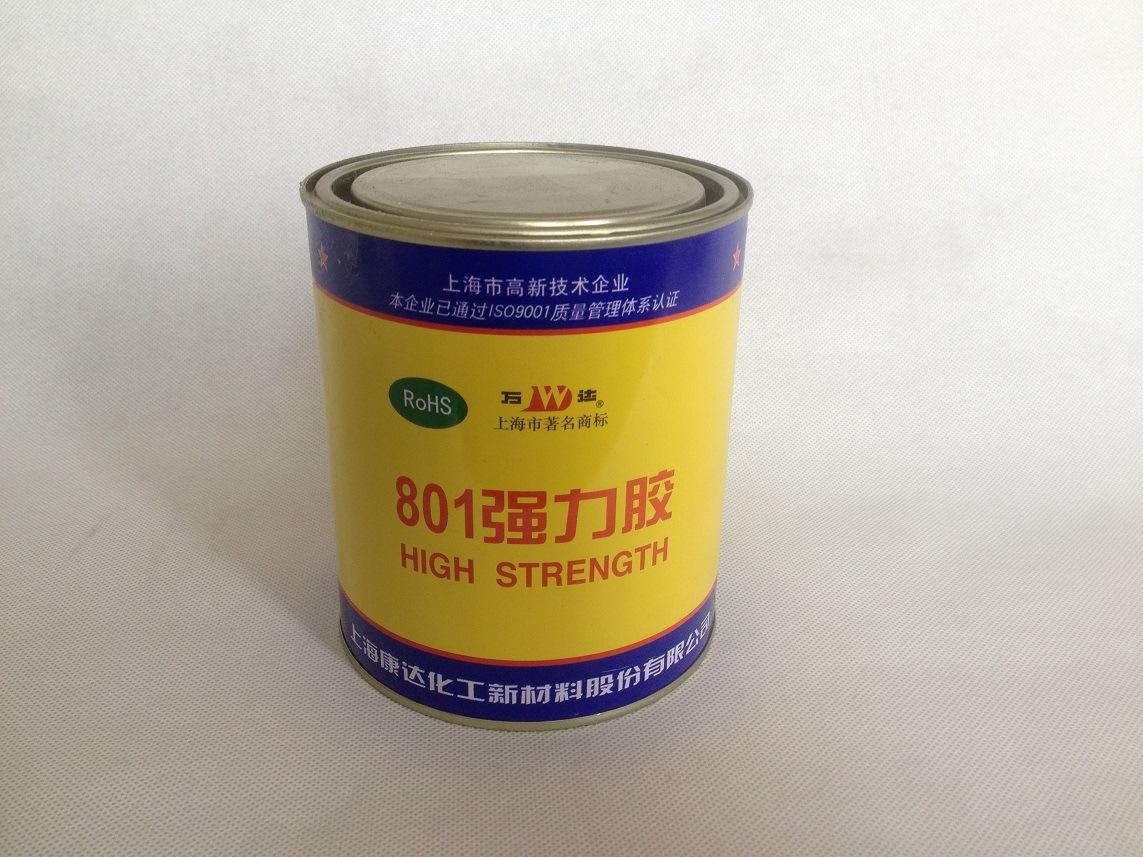 上海市高新技术企业
本企业已通过ISO9001质量管理体系认证
RoHS
万W达®
上海市著名商标
801强力胶
HIGH STRENGTH
上海康达化工新材料股份有限公司